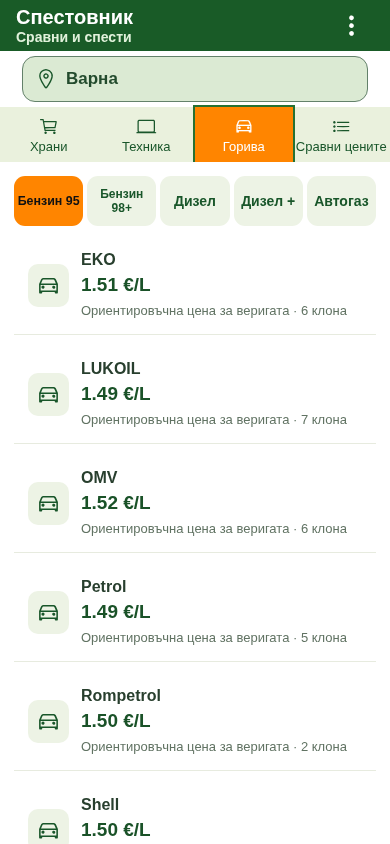 Спестовник
Сравни и спести
Варна
Храни
Техника
Горива
Сравни цените
Бензин 95
Бензин
98+
Дизел
Дизел +
Автогаз
EKO
1.51 €/L
Ориентировъчна цена за веригата · 6 клона
LUKOIL
1.49 €/L
Ориентировъчна цена за веригата · 7 клона
OMV
1.52 €/L
Ориентировъчна цена за веригата · 6 клона
Petrol
1.49 €/L
Ориентировъчна цена за веригата · 5 клона
Rompetrol
1.50 €/L
Ориентировъчна цена за веригата · 2 клона
Shell
1.50 €/L